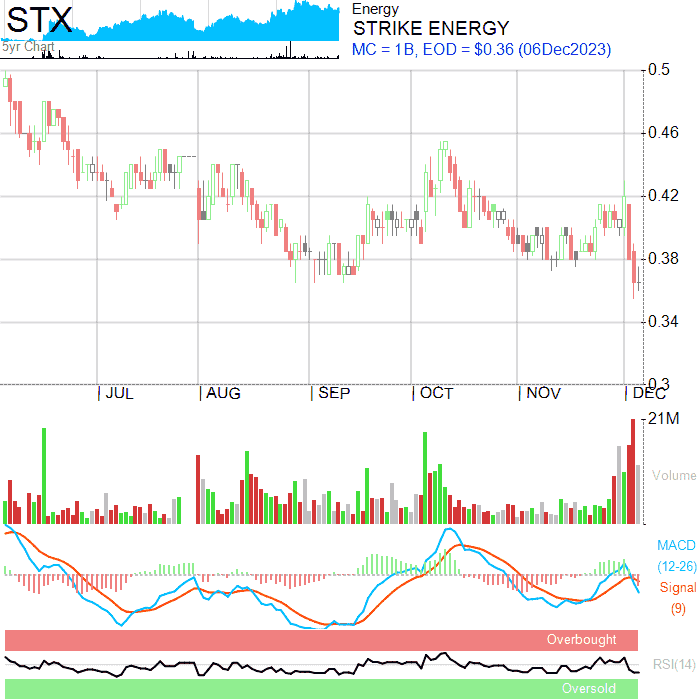 STX
5yr Chart
Energy
STRIKE ENERGY
MC = 1B, EOD = $0.36 (06Dec2023)
0.5
0.46
0.42
0.38
0.34
0.3
JUL
AUG
SEP
OCT
NOV
DEC
21M
Volume
MACD
(12-26)
Signal
(9)
Overbought
RSI(14)
Oversold